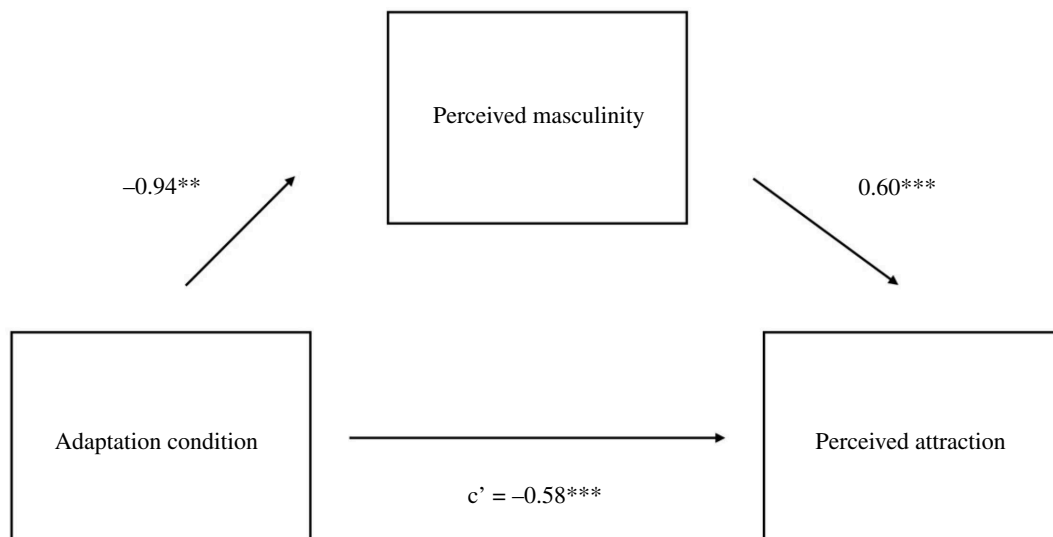 Perceived masculinity
–0.94**
0.60***
Adaptation condition
Perceived attraction
c’ = –0.58***